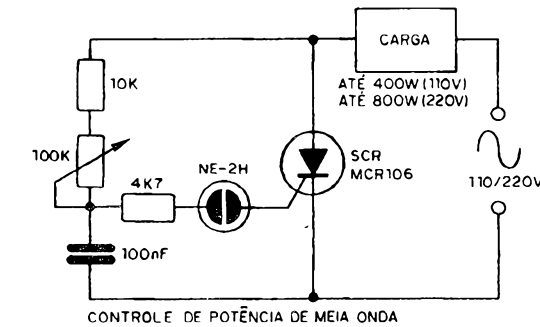 CARGA
ATÉ 400W (110V)
ATÉ 800W (220V)
10K
100K
4K7
NE-2H
SCR
MCR106
110/220V
100nF
CONTROLE DE POTÊNCIA DE MEIA ONDA